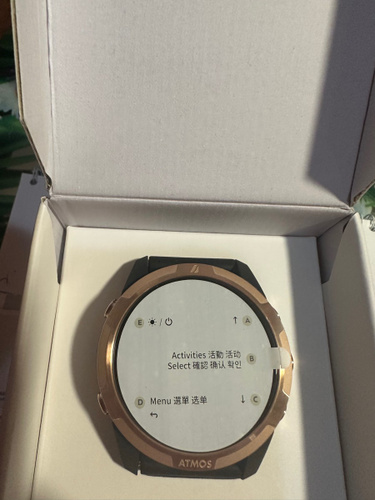 E ☀ / ⏻ ↑ A
Activities 活動 活动
Select 確認 确认 확인 B
D Menu 選單 选单 ↓ C
↩
ATMOS